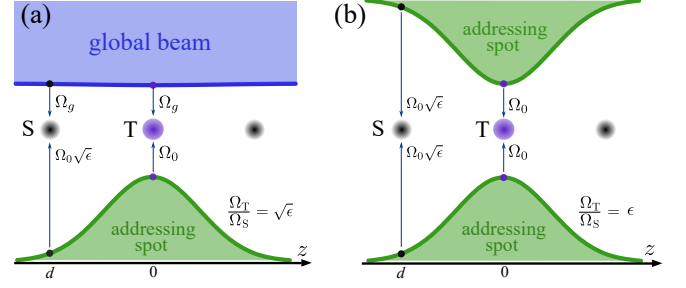 (a)
global beam
Ω_g Ω_g
S T
Ω_0√ϵ Ω_0
Ω_T/Ω_S = √ϵ
addressing
spot
z
d 0
(b)
addressing
spot
Ω_0
S T
Ω_0√ϵ
Ω_0√ϵ Ω_0
Ω_T/Ω_S = ϵ
addressing
spot
z
d 0